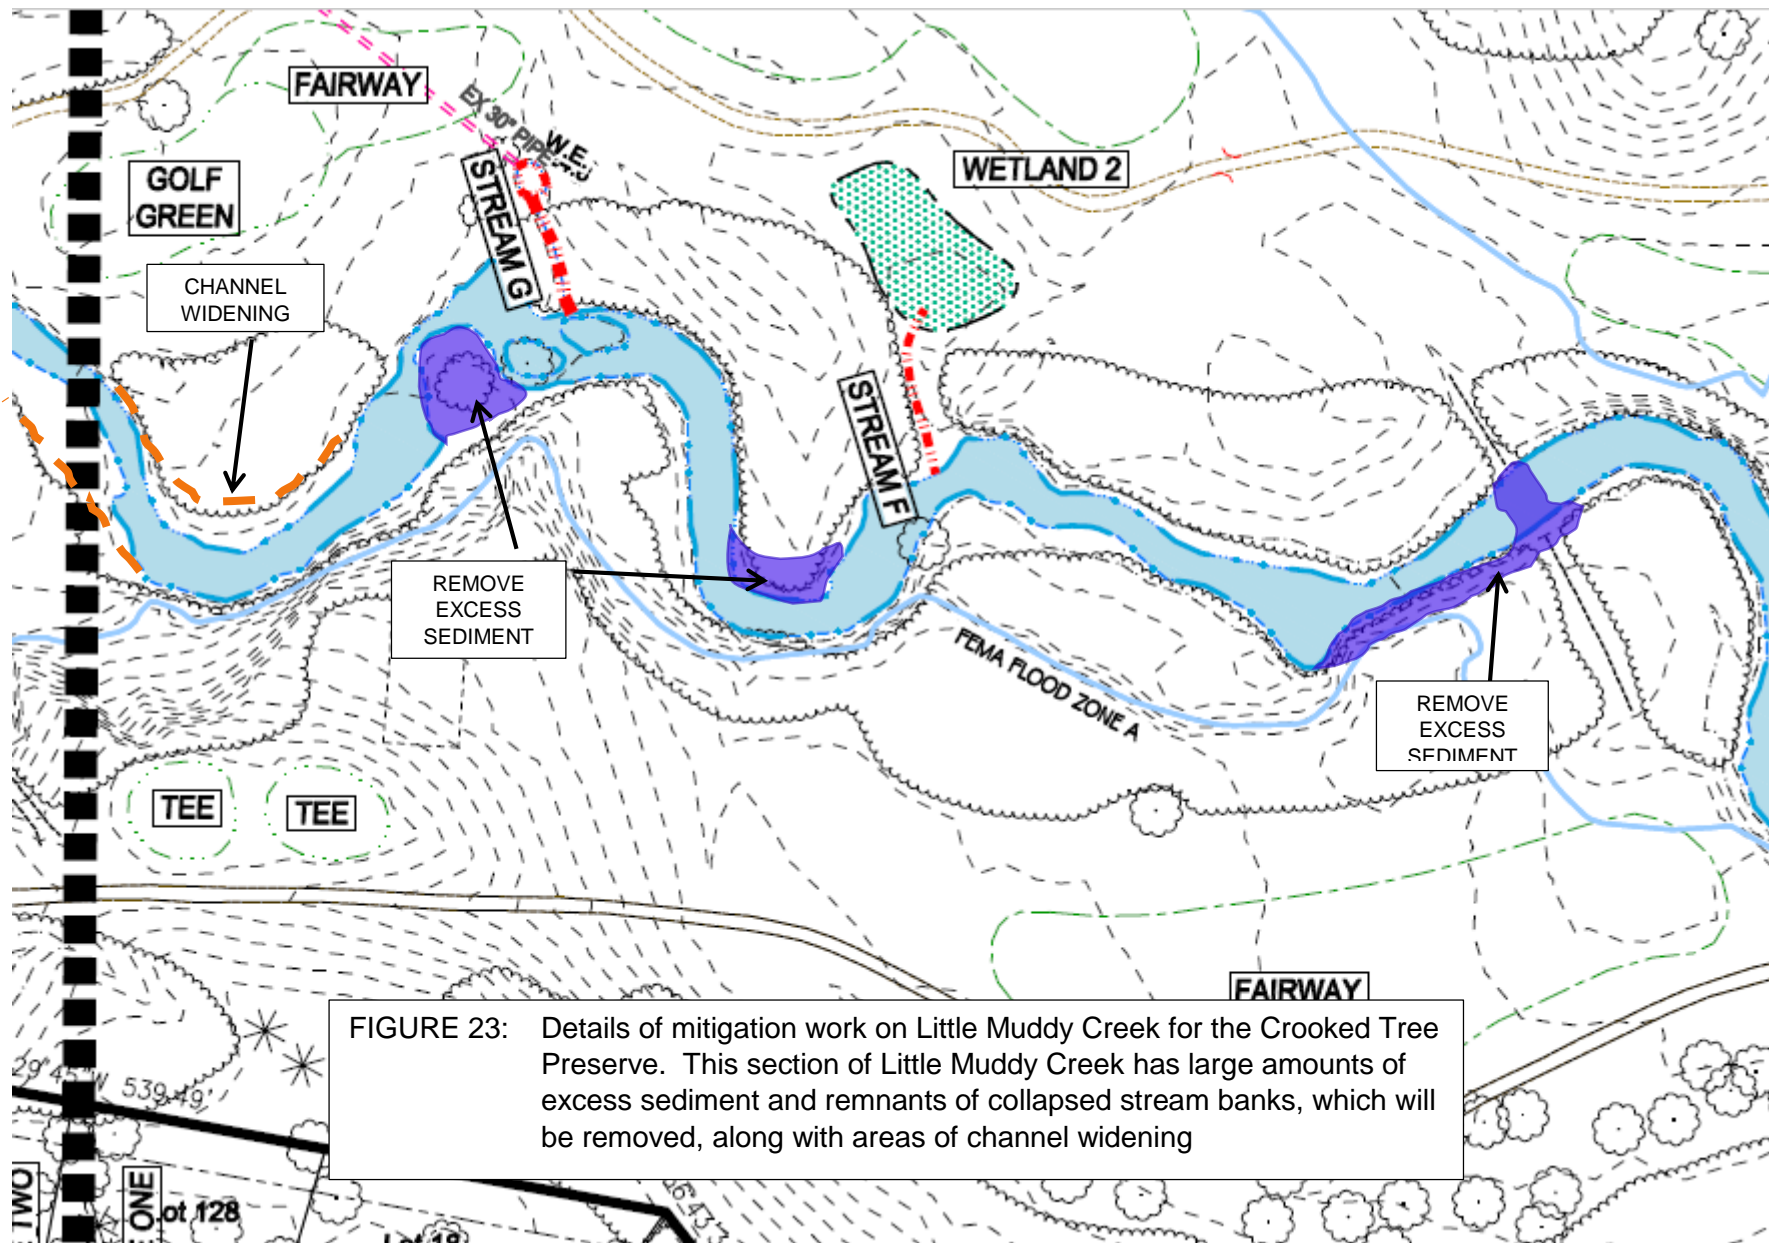 FAIRWAY
EX 30" PIPE
W.E.
GOLF
GREEN
STREAM G
WETLAND 2
CHANNEL
WIDENING
STREAM F
REMOVE
EXCESS
SEDIMENT
FEMA FLOOD ZONE A
REMOVE
EXCESS
SEDIMENT
TEE
TEE
FAIRWAY
FIGURE 23: Details of mitigation work on Little Muddy Creek for the Crooked Tree
Preserve. This section of Little Muddy Creek has large amounts of
excess sediment and remnants of collapsed stream banks, which will
be removed, along with areas of channel widening
29'45"W 539.49'
TWO
ONE
Lot 128